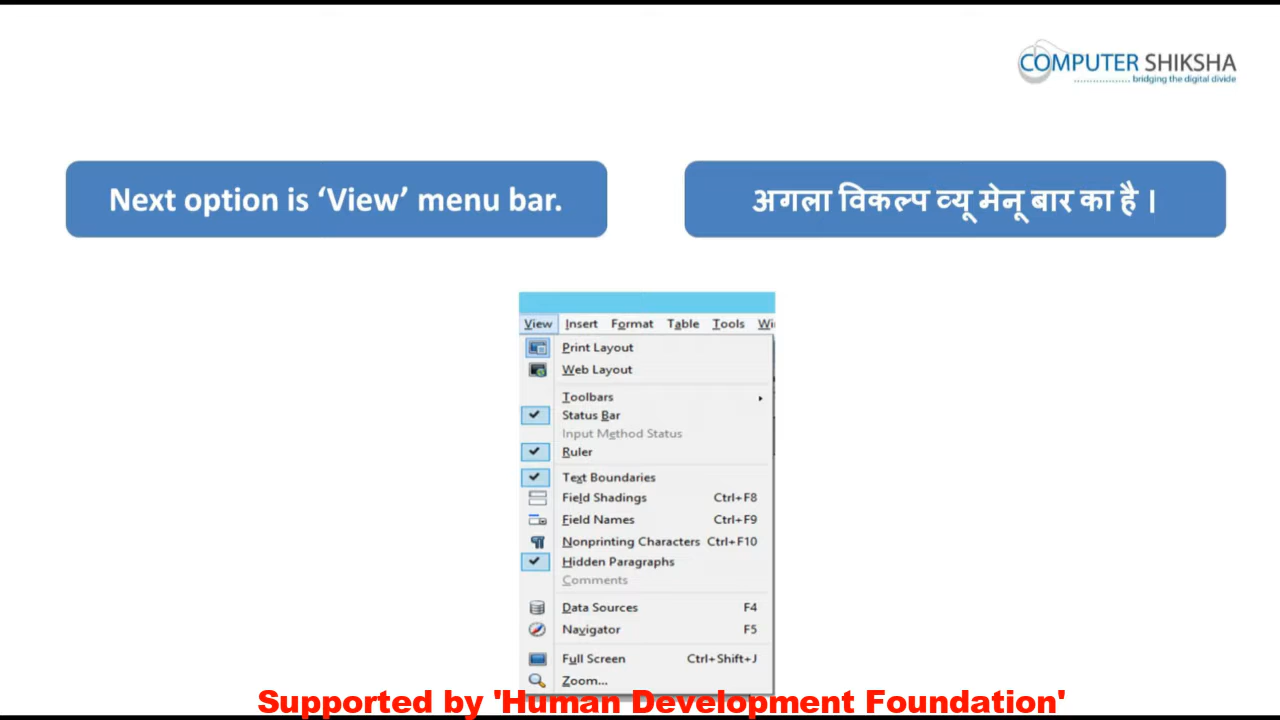 COMPUTER SHIKSHA
bridging the digital divide
Next option is ‘View’ menu bar.
अगला विकल्प व्यू मेनू बार का है ।
View Insert Format Table Tools
Print Layout
Web Layout
Toolbars
Status Bar
Input Method Status
Ruler
Text Boundaries
Field Shadings Ctrl+F8
Field Names Ctrl+F9
Nonprinting Characters Ctrl+F10
Hidden Paragraphs
Comments
Data Sources F4
Navigator F5
Full Screen Ctrl+Shift+J
Zoom...
Supported by 'Human Development Foundation'